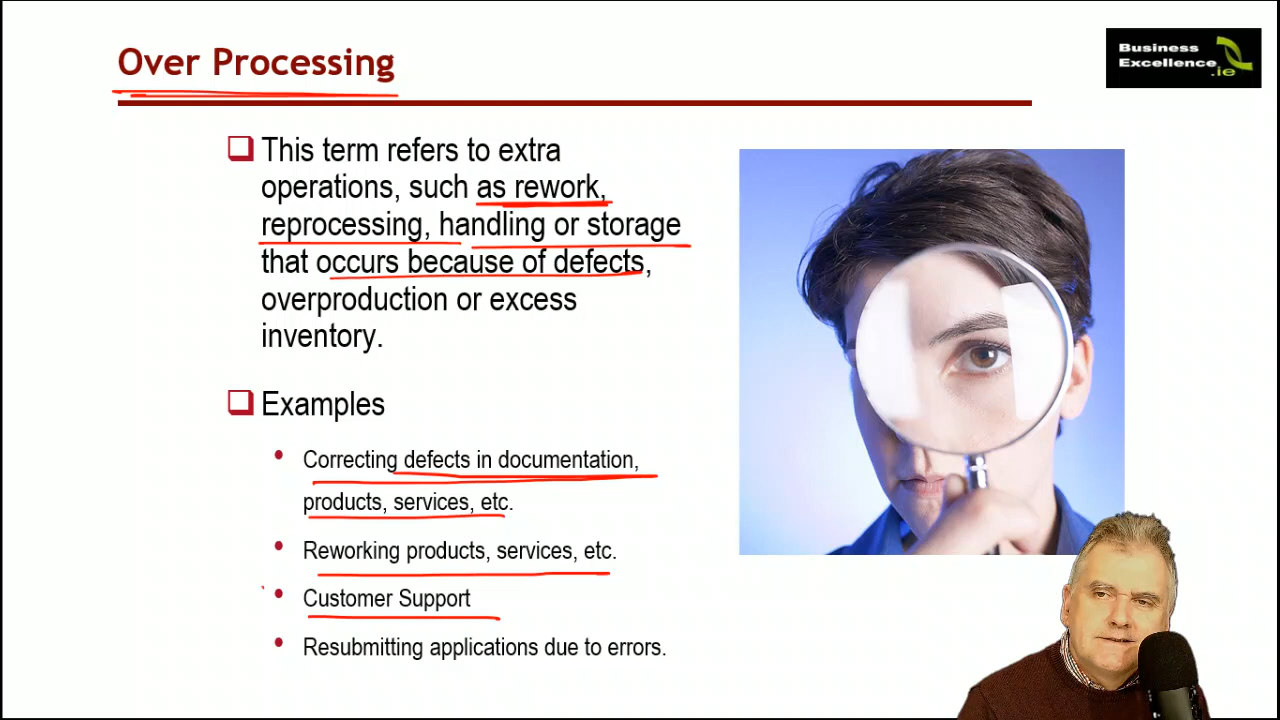 Over Processing
Business
Excellence
.ie
This term refers to extra
operations, such as rework,
reprocessing, handling or storage
that occurs because of defects,
overproduction or excess
inventory.
Examples
Correcting defects in documentation,
products, services, etc.
Reworking products, services, etc.
Customer Support
Resubmitting applications due to errors.